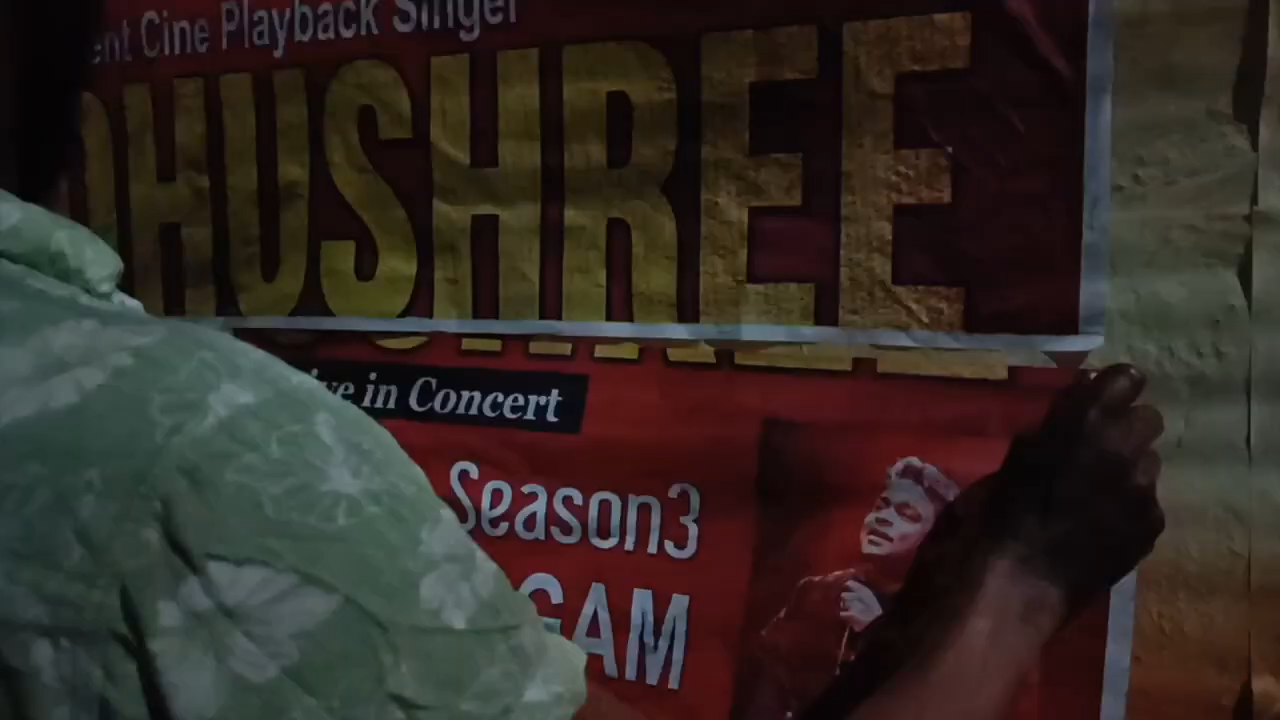 ent Cine Playback Singer
DHUSHREE
ive in Concert
Season3
GAM